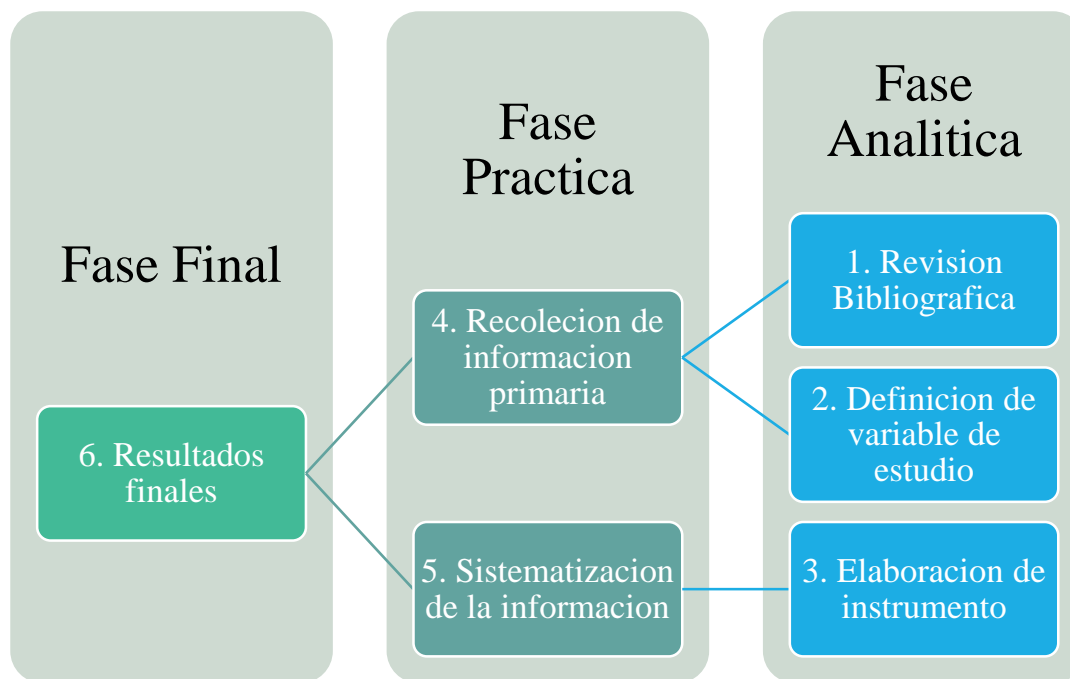 Fase Final
6. Resultados
finales
Fase
Practica
4. Recolecion de
informacion
primaria
5. Sistematizacion
de la informacion
Fase
Analitica
1. Revision
Bibliografica
2. Definicion de
variable de
estudio
3. Elaboracion de
instrumento